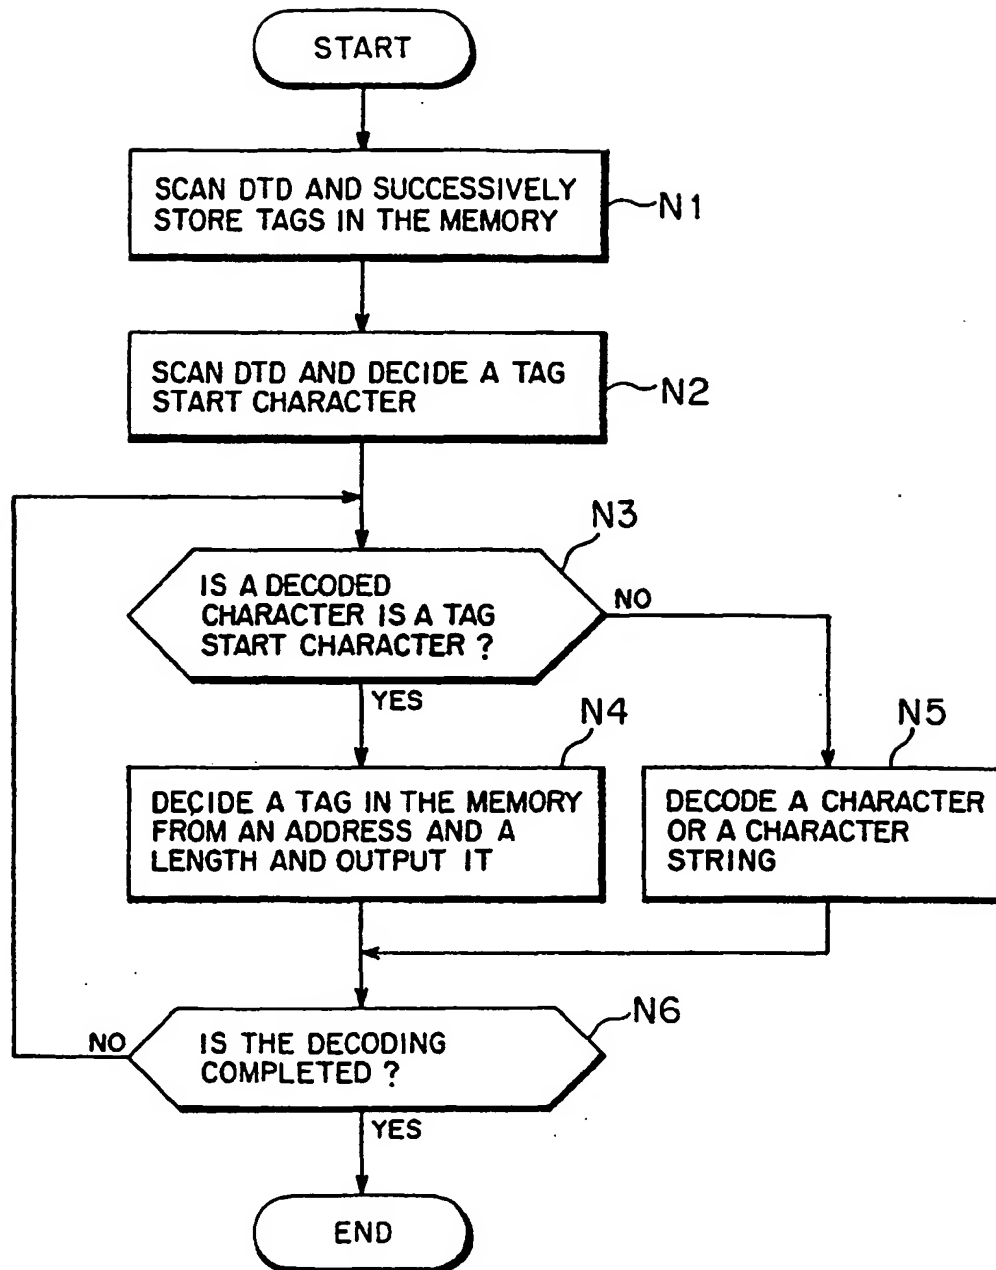 START
SCAN DTD AND SUCCESSIVELY
STORE TAGS IN THE MEMORY
N1
SCAN DTD AND DECIDE A TAG
START CHARACTER
N2
N3
IS A DECODED
CHARACTER IS A TAG
START CHARACTER ?
NO
YES
N4
N5
DECIDE A TAG IN THE MEMORY
FROM AN ADDRESS AND A
LENGTH AND OUTPUT IT
DECODE A CHARACTER
OR A CHARACTER
STRING
N6
NO
IS THE DECODING
COMPLETED ?
YES
END